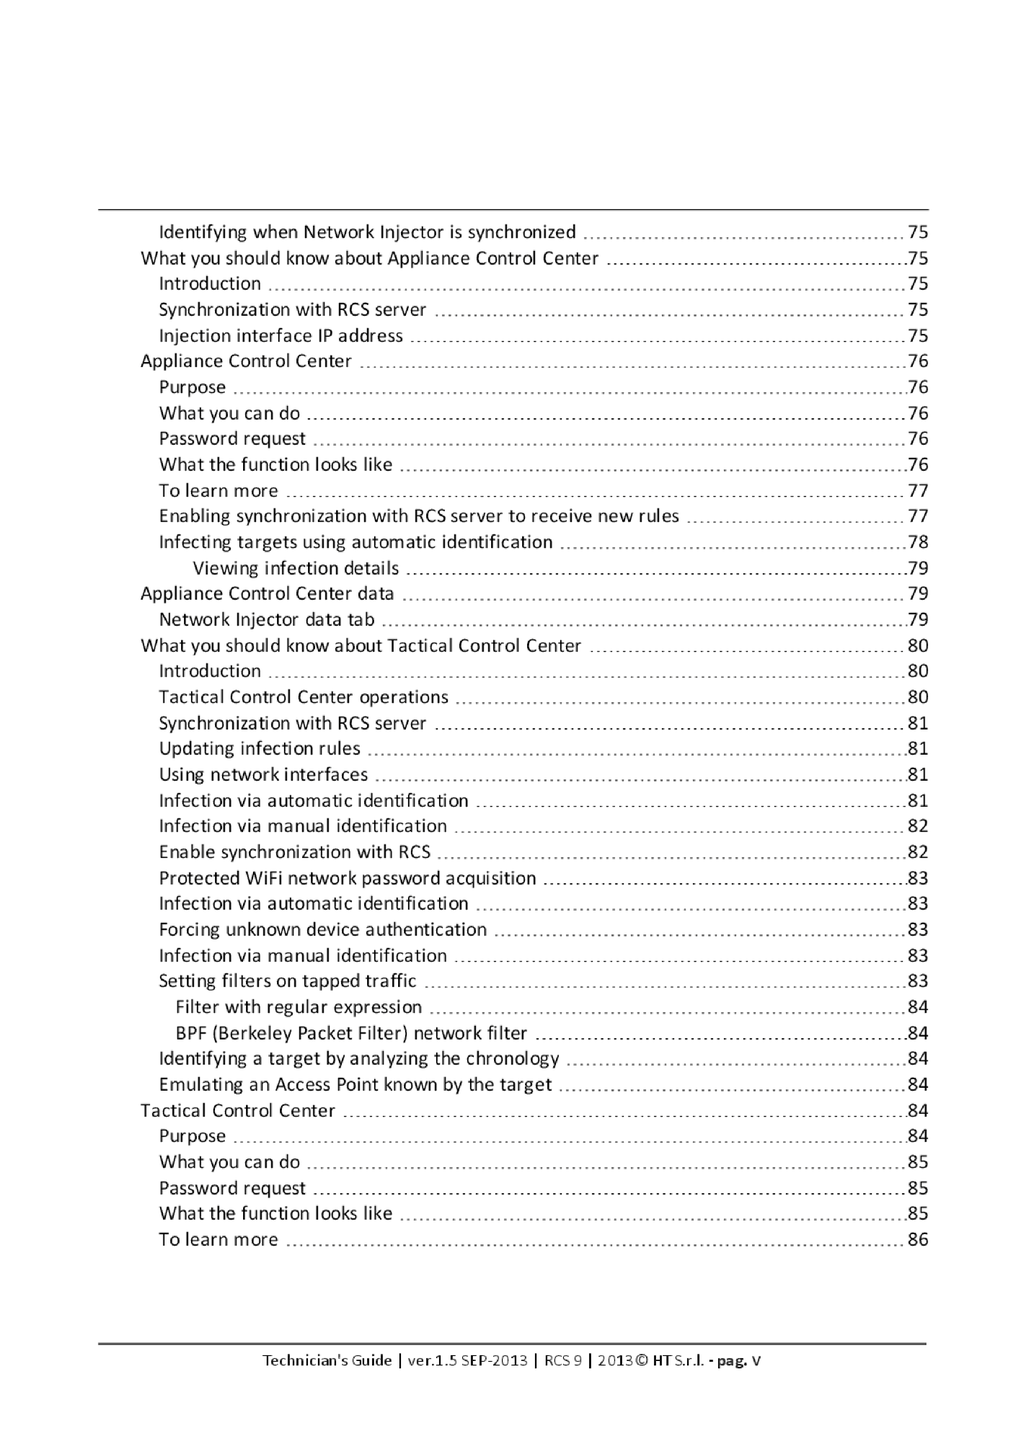 Identifying when Network Injector is synchronized 75
What you should know about Appliance Control Center 75
Introduction 75
Synchronization with RCS server 75
Injection interface IP address 75
Appliance Control Center 76
Purpose 76
What you can do 76
Password request 76
What the function looks like 76
To learn more 77
Enabling synchronization with RCS server to receive new rules 77
Infecting targets using automatic identification 78
Viewing infection details 79
Appliance Control Center data 79
Network Injector data tab 79
What you should know about Tactical Control Center 80
Introduction 80
Tactical Control Center operations 80
Synchronization with RCS server 81
Updating infection rules 81
Using network interfaces 81
Infection via automatic identification 81
Infection via manual identification 82
Enable synchronization with RCS 82
Protected WiFi network password acquisition 83
Infection via automatic identification 83
Forcing unknown device authentication 83
Infection via manual identification 83
Setting filters on tapped traffic 83
Filter with regular expression 84
BPF (Berkeley Packet Filter) network filter 84
Identifying a target by analyzing the chronology 84
Emulating an Access Point known by the target 84
Tactical Control Center 84
Purpose 84
What you can do 85
Password request 85
What the function looks like 85
To learn more 86
Technician's Guide | ver.1.5 SEP-2013 | RCS 9 | 2013© HT S.r.l. - pag. V